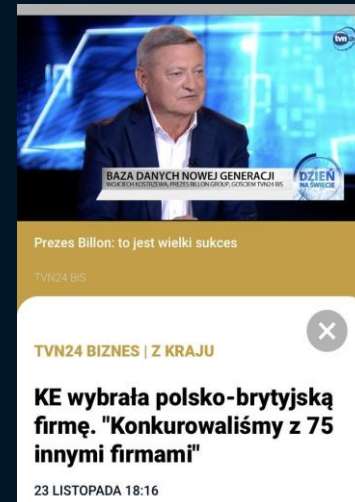 tvn
BAZA DANYCH NOWEJ GENERACJI
WOJCIECH KOSTRZEWA, PREZES BILLON GROUP, GOŚCIEM TVN24 BIS
DZIEŃ
NA ŚWIECIE
Prezes Billon: to jest wielki sukces
TVN24 BIS
TVN24 BIZNES | Z KRAJU
KE wybrała polsko-brytyjską
firmę. "Konkurowaliśmy z 75
innymi firmami"
23 LISTOPADA 18:16